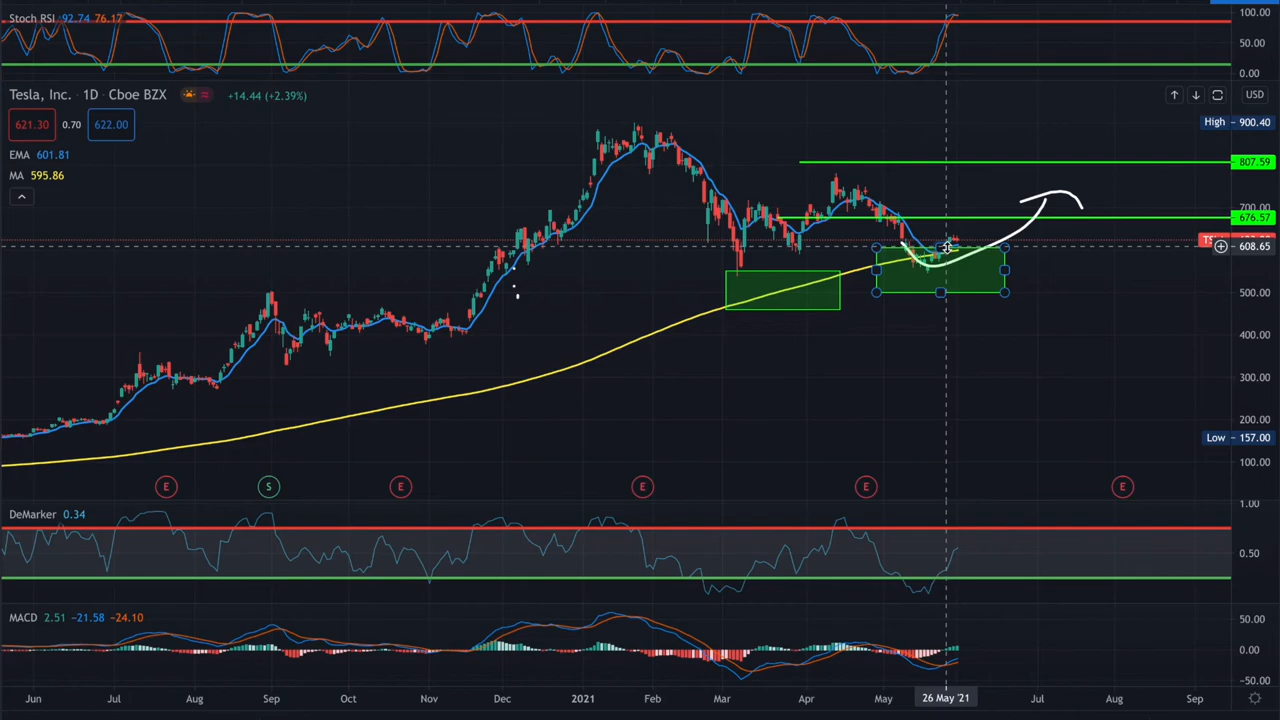 Stoch RSI 92.74 76.17
100.00
50.00
0.00
Tesla, Inc. · 1D · Cboe BZX +14.44 (+2.39%)
USD
621.30 0.70 622.00
High 900.40
EMA 601.81
MA 595.86
807.59
700.00
676.57
608.65
500.00
400.00
300.00
200.00
Low 157.00
100.00
E S E E E E
DeMarker 0.34
1.00
0.50
MACD 2.51 −21.58 −24.10
50.00
0.00
−50.00
Jun Jul Aug Sep Oct Nov Dec 2021 Feb Mar Apr May 26 May '21 Jul Aug Sep